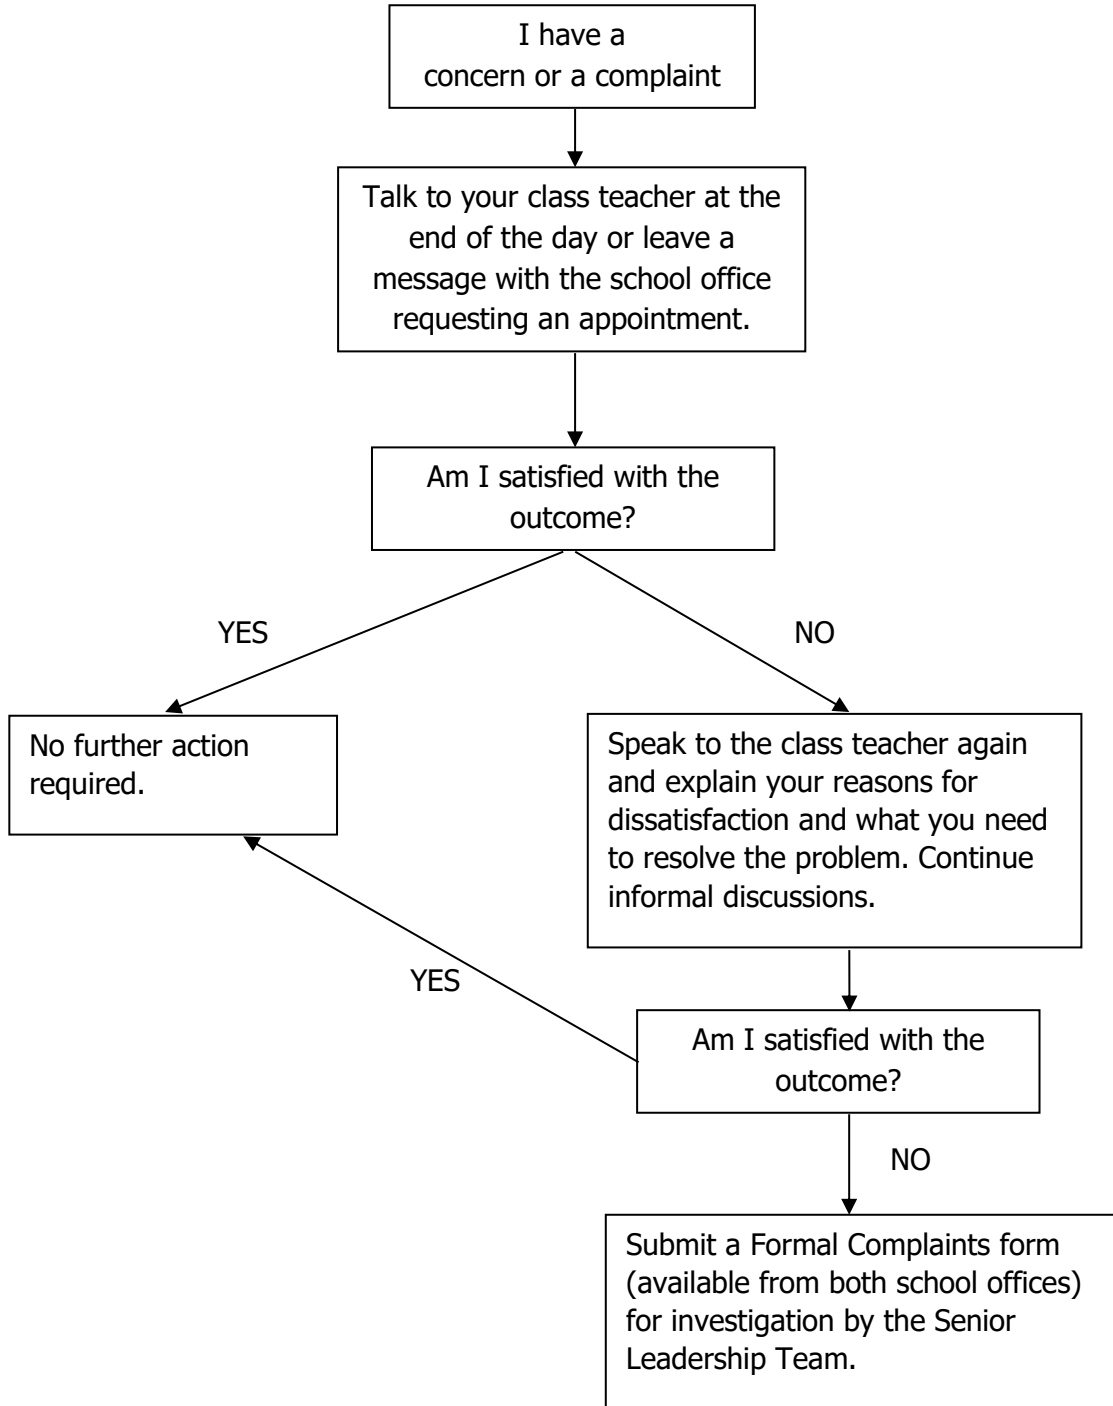 I have a
concern or a complaint
Talk to your class teacher at the
end of the day or leave a
message with the school office
requesting an appointment.
Am I satisfied with the
outcome?
YES
NO
No further action
required.
Speak to the class teacher again
and explain your reasons for
dissatisfaction and what you need
to resolve the problem. Continue
informal discussions.
YES
Am I satisfied with the
outcome?
NO
Submit a Formal Complaints form
(available from both school offices)
for investigation by the Senior
Leadership Team.